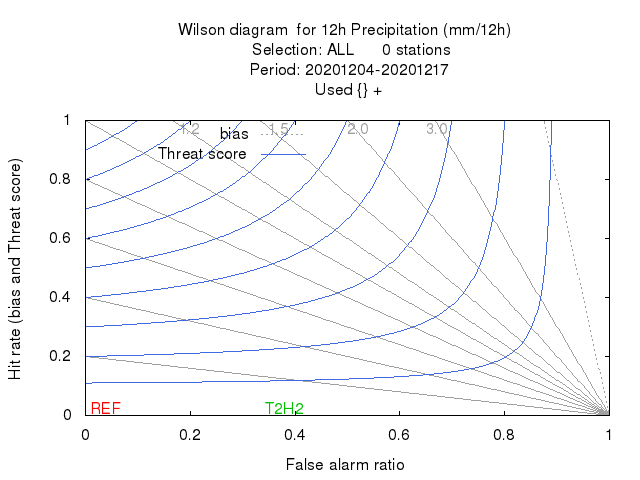 Wilson diagram  for 12h Precipitation (mm/12h)
Selection: ALL      0 stations
Period: 20201204-20201217
Used {} +
1.2 1.5 2.0 3.0
bias
Threat score
Hit rate (bias and Threat score)
1
0.8
0.6
0.4
0.2
0
REF T2H2
0 0.2 0.4 0.6 0.8 1
False alarm ratio